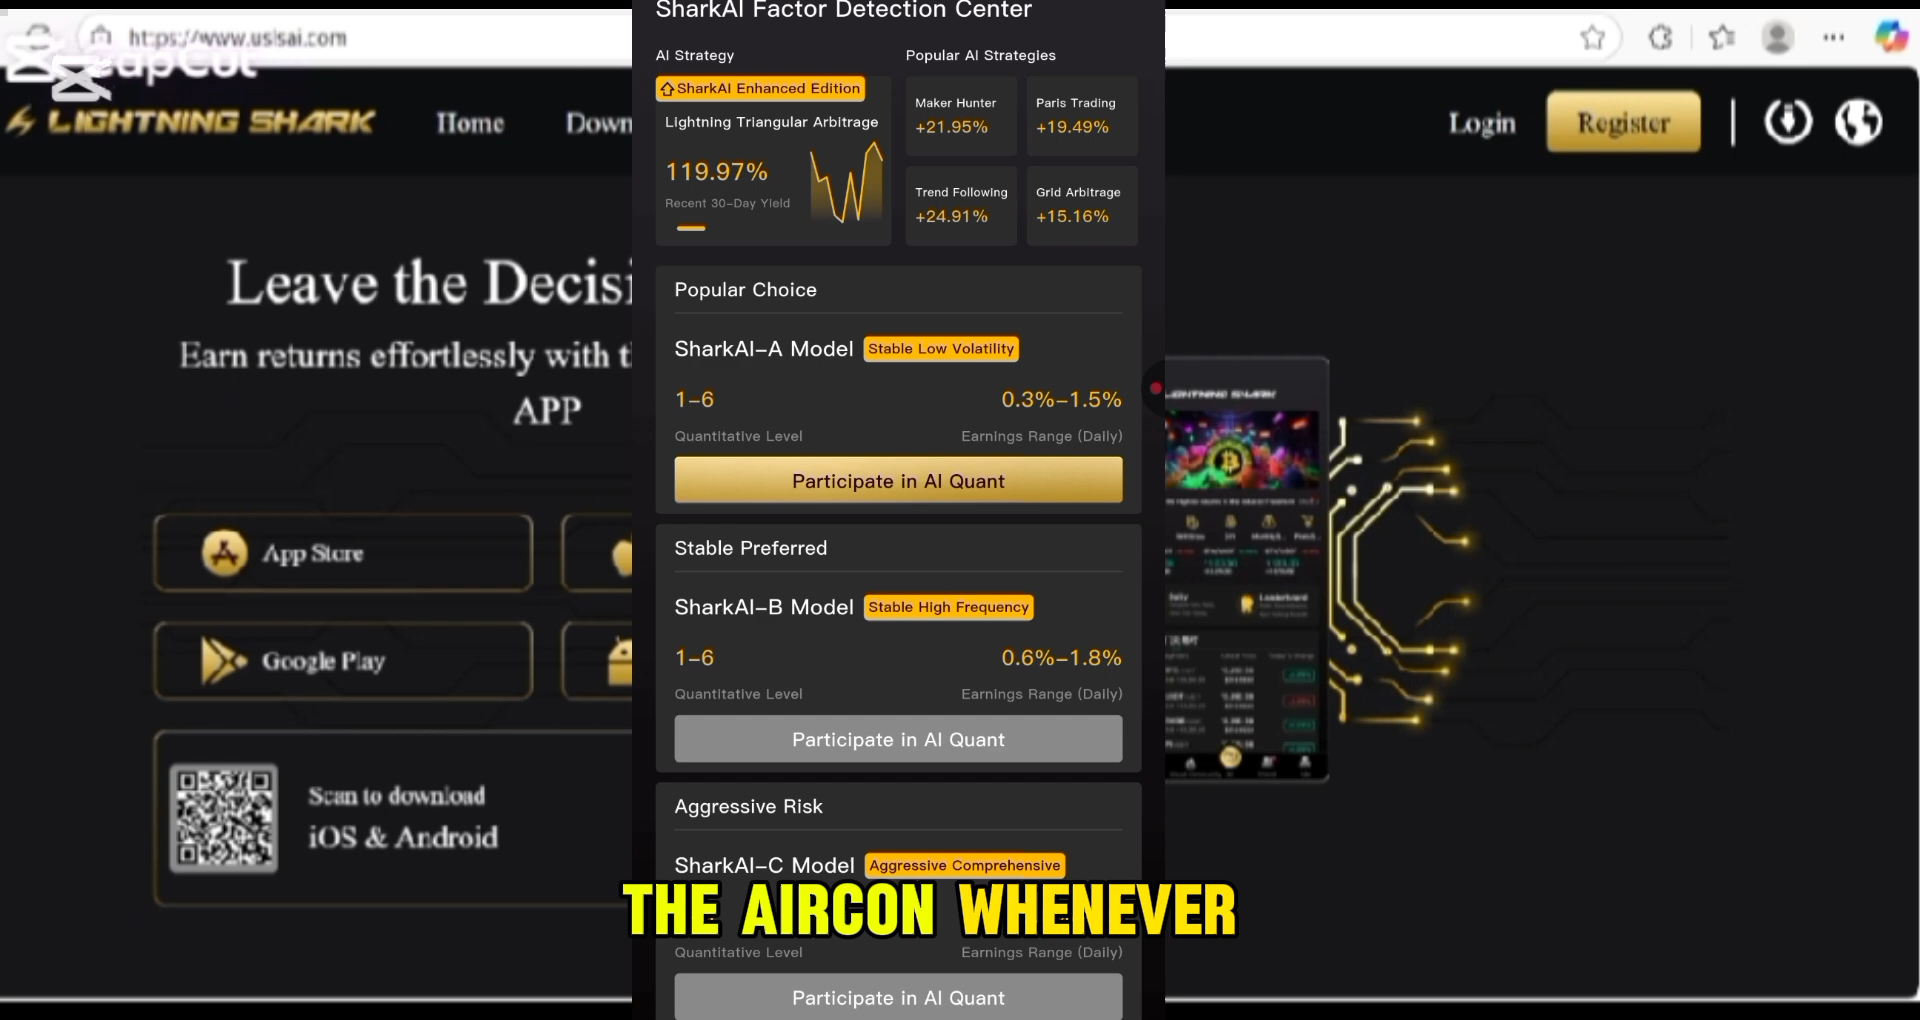 https://www.usisai.com
CapCut
LIGHTNING SHARK
Home
Down
Login
Register
Leave the Decisi
Earn returns effortlessly with t
APP
App Store
Google Play
Scan to download
iOS & Android
SharkAI Factor Detection Center
AI Strategy
Popular AI Strategies
SharkAI Enhanced Edition
Lightning Triangular Arbitrage
119.97%
Recent 30-Day Yield
Maker Hunter
+21.95%
Paris Trading
+19.49%
Trend Following
+24.91%
Grid Arbitrage
+15.16%
Popular Choice
SharkAI-A Model
Stable Low Volatility
1-6
0.3%-1.5%
Quantitative Level
Earnings Range (Daily)
Participate in AI Quant
Stable Preferred
SharkAI-B Model
Stable High Frequency
1-6
0.6%-1.8%
Quantitative Level
Earnings Range (Daily)
Participate in AI Quant
Aggressive Risk
SharkAI-C Model
Aggressive Comprehensive
THE AIRCON WHENEVER
Quantitative Level
Earnings Range (Daily)
Participate in AI Quant
LIGHTNING SHARK
Leaderboard